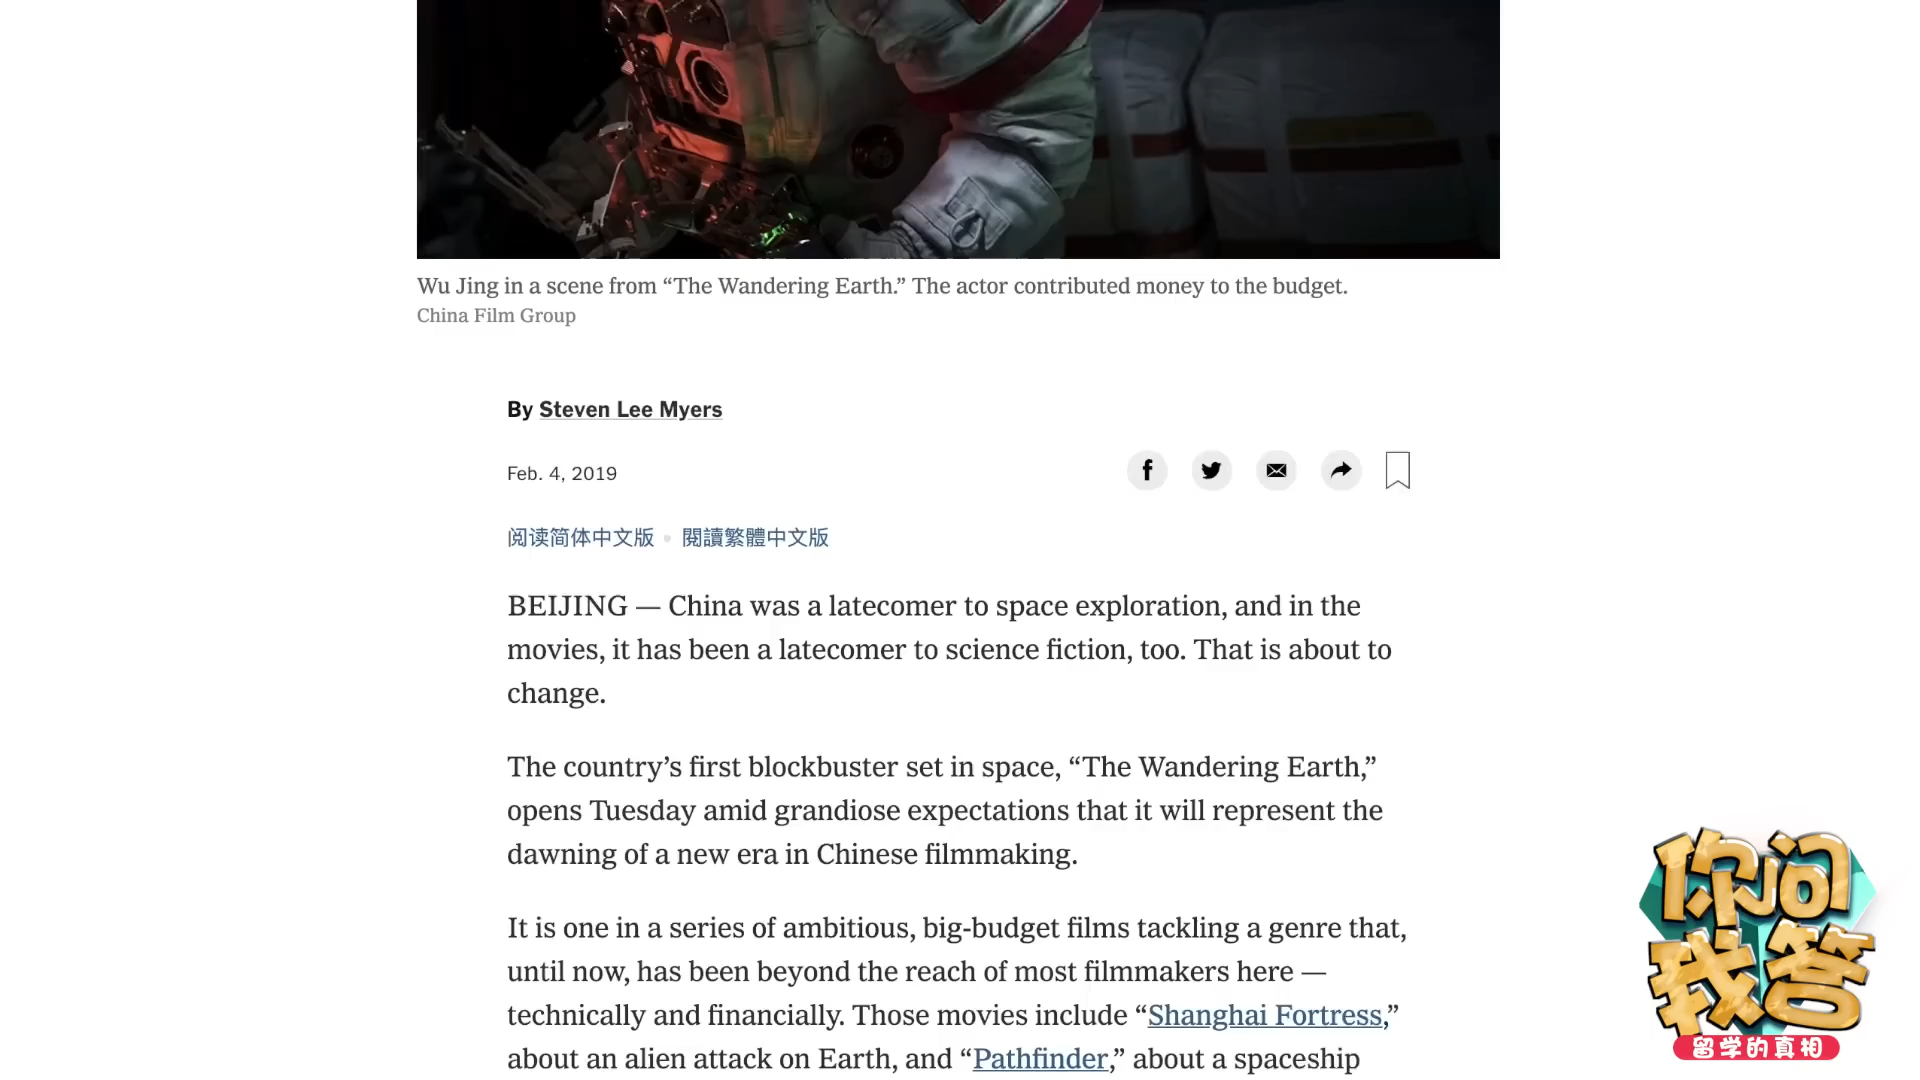 Wu Jing in a scene from “The Wandering Earth.” The actor contributed money to the budget.
China Film Group
By Steven Lee Myers
Feb. 4, 2019
阅读简体中文版 • 閱讀繁體中文版
BEIJING — China was a latecomer to space exploration, and in the
movies, it has been a latecomer to science fiction, too. That is about to
change.
The country’s first blockbuster set in space, “The Wandering Earth,”
opens Tuesday amid grandiose expectations that it will represent the
dawning of a new era in Chinese filmmaking.
It is one in a series of ambitious, big-budget films tackling a genre that,
until now, has been beyond the reach of most filmmakers here —
technically and financially. Those movies include “Shanghai Fortress,”
about an alien attack on Earth, and “Pathfinder,” about a spaceship
你问
我答
留学的真相